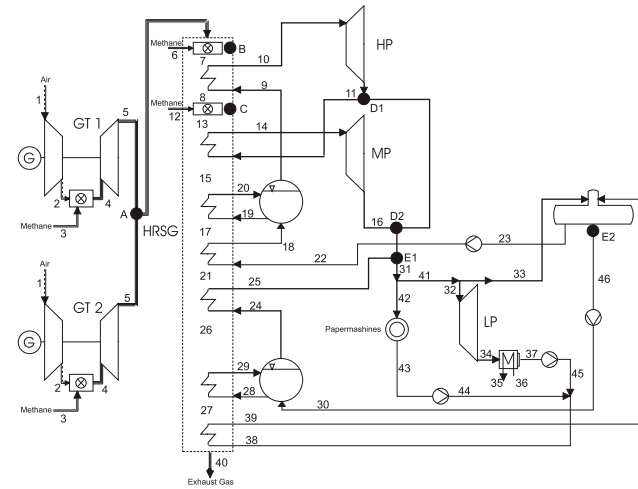 Methane
6
B
7
10
HP
9
11
D1
Air
1
GT 1
5
G
2
4
Methane
3
A
HRSG
8
Methane
12
C
13
14
MP
15
20
19
17
18
16
D2
23
E2
22
21
E1
25
31
41
33
46
Air
1
GT 2
5
G
2
4
Methane
3
24
26
42
32
LP
Papermashines
34
M
37
35
36
45
29
28
27
43
44
30
39
38
40
Exhaust Gas